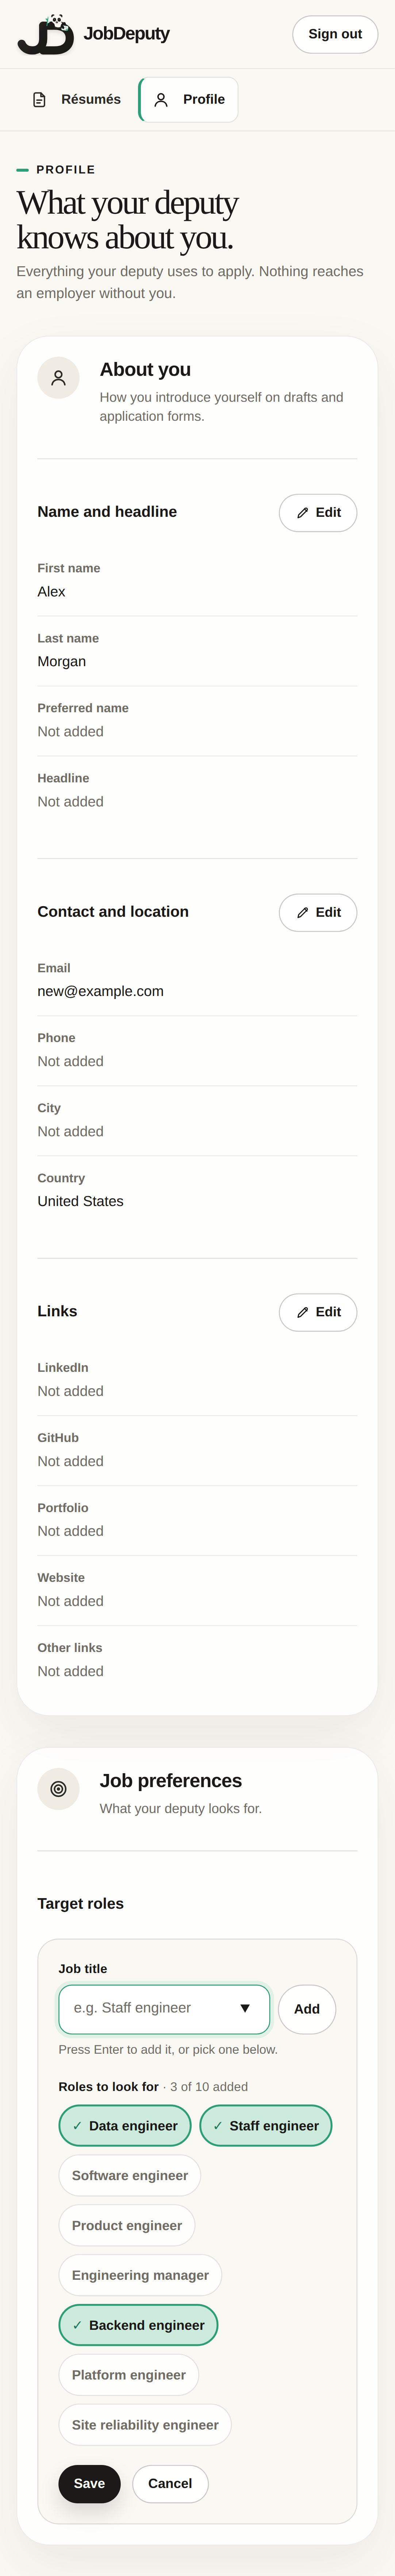 JobDeputy
Sign out
Résumés
Profile
PROFILE
What your deputy
knows about you.
Everything your deputy uses to apply. Nothing reaches
an employer without you.
About you
How you introduce yourself on drafts and
application forms.
Name and headline
Edit
First name
Alex
Last name
Morgan
Preferred name
Not added
Headline
Not added
Contact and location
Edit
Email
new@example.com
Phone
Not added
City
Not added
Country
United States
Links
Edit
LinkedIn
Not added
GitHub
Not added
Portfolio
Not added
Website
Not added
Other links
Not added
Job preferences
What your deputy looks for.
Target roles
Job title
e.g. Staff engineer
Add
Press Enter to add it, or pick one below.
Roles to look for · 3 of 10 added
✓ Data engineer
✓ Staff engineer
Software engineer
Product engineer
Engineering manager
✓ Backend engineer
Platform engineer
Site reliability engineer
Save
Cancel